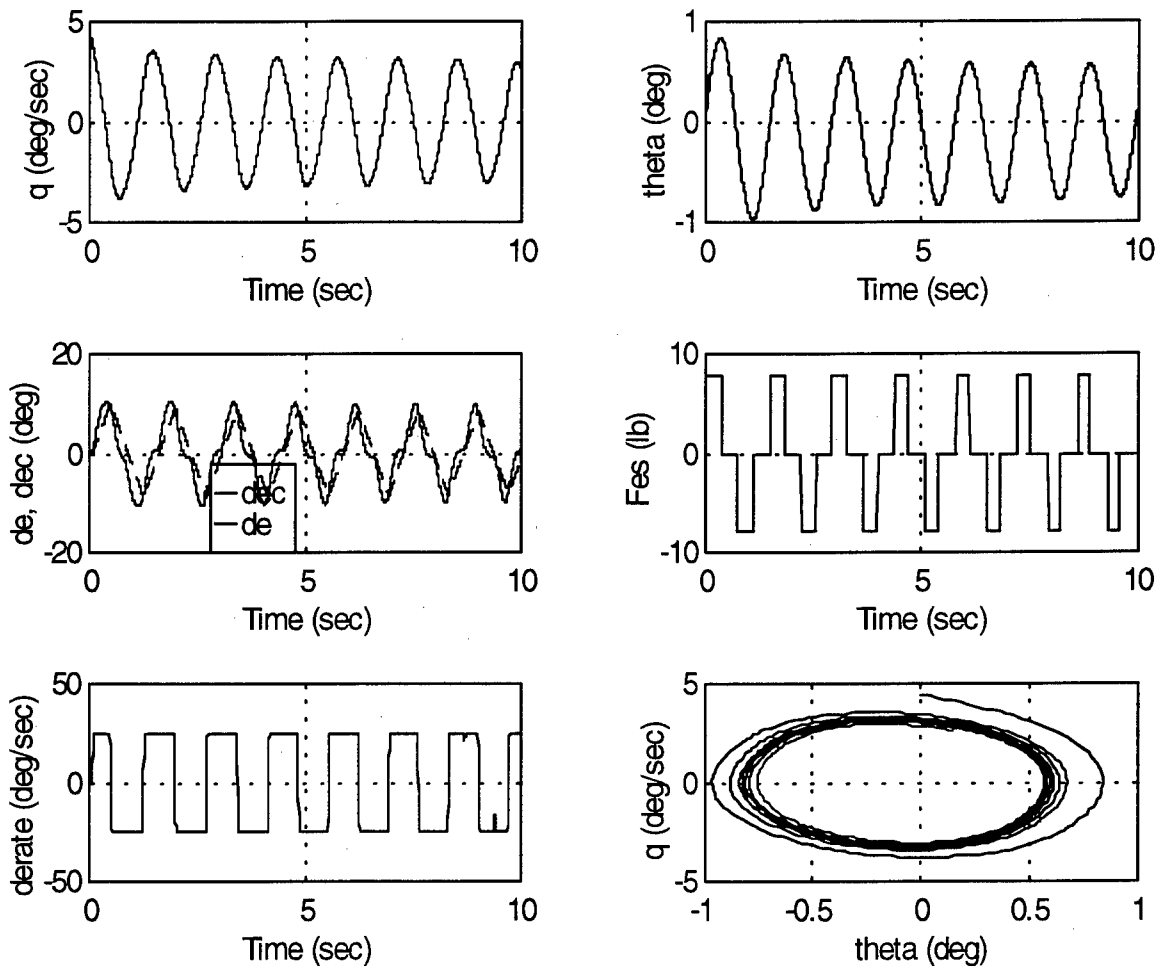 5
0
-5
q (deg/sec)
0
5
10
Time (sec)
1
0
-1
theta (deg)
0
5
10
Time (sec)
20
0
-20
de, dec (deg)
dec
de
0
5
10
Time (sec)
10
0
-10
Fes (lb)
0
5
10
Time (sec)
50
0
-50
derate (deg/sec)
0
5
10
Time (sec)
5
0
-5
q (deg/sec)
-1
-0.5
0
0.5
1
theta (deg)